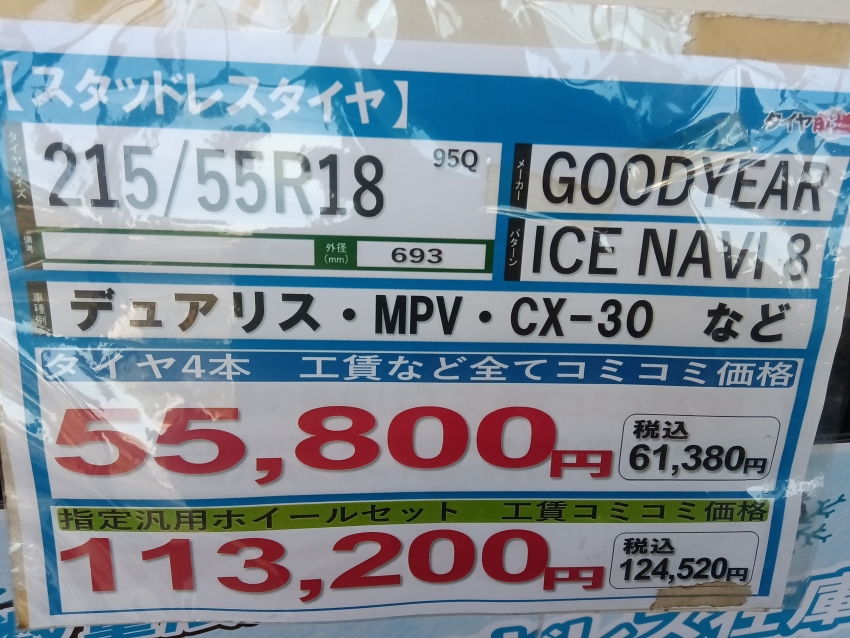 【スタッドレスタイヤ】
タイヤ
タイヤサイズ
215/55R18 95Q
備考
外径(mm) 693
メーカー GOODYEAR
パターン ICE NAVI 8
車種例 デュアリス・MPV・CX-30 など
タイヤ4本 工賃など全てコミコミ価格
55,800円 税込 61,380円
指定汎用ホイールセット 工賃コミコミ価格
113,200円 税込 124,520円